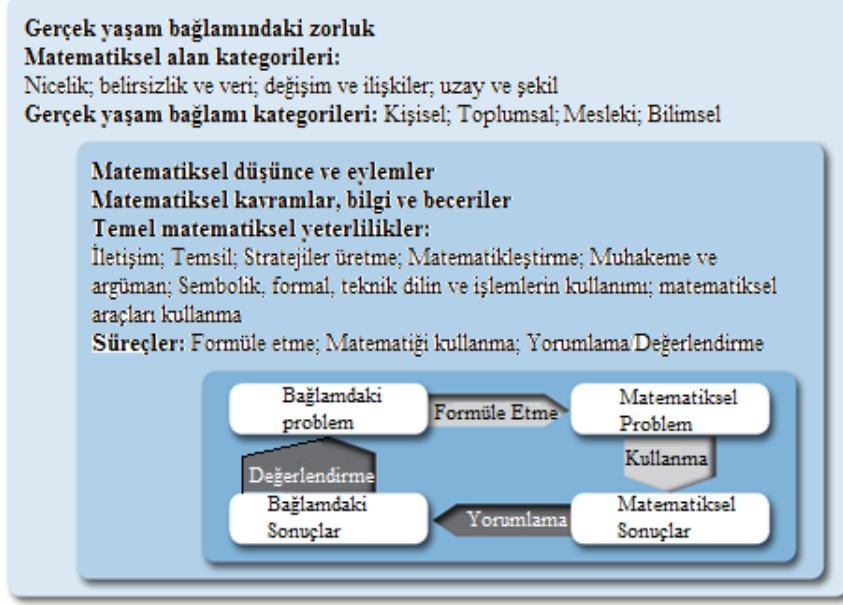 Gerçek yaşam bağlamındaki zorluk
Matematiksel alan kategorileri:
Nicelik; belirsizlik ve veri; değişim ve ilişkiler; uzay ve şekil
Gerçek yaşam bağlamı kategorileri: Kişisel; Toplumsal; Mesleki; Bilimsel
Matematiksel düşünce ve eylemler
Matematiksel kavramlar, bilgi ve beceriler
Temel matematiksel yeterlilikler:
İletişim; Temsil; Stratejiler üretme; Matematikleştirme; Muhakeme ve
argüman; Sembolik, formal, teknik dilin ve işlemlerin kullanımı; matematiksel
araçları kullanma
Süreçler: Formüle etme; Matematiği kullanma; Yorumlama/Değerlendirme
Bağlamdaki
problem
Formüle Etme
Matematiksel
Problem
Kullanma
Değerlendirme
Bağlamdaki
Sonuçlar
Yorumlama
Matematiksel
Sonuçlar